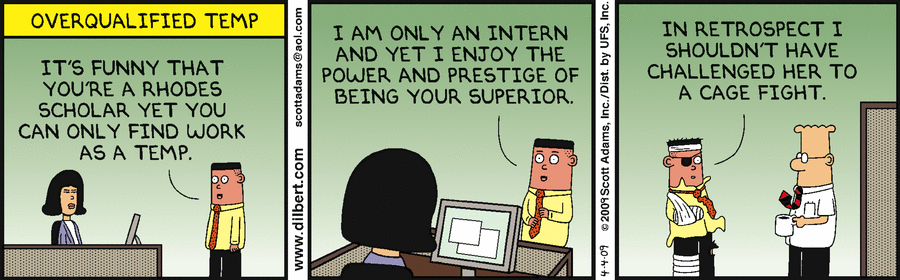 OVERQUALIFIED TEMP
IT'S FUNNY THAT
YOU'RE A RHODES
SCHOLAR YET YOU
CAN ONLY FIND WORK
AS A TEMP.
www.dilbert.com scottadams@aol.com
I AM ONLY AN INTERN
AND YET I ENJOY THE
POWER AND PRESTIGE OF
BEING YOUR SUPERIOR.
4-4-09 © 2009 Scott Adams, Inc./Dist. by UFS, Inc.
IN RETROSPECT I
SHOULDN'T HAVE
CHALLENGED HER TO
A CAGE FIGHT.